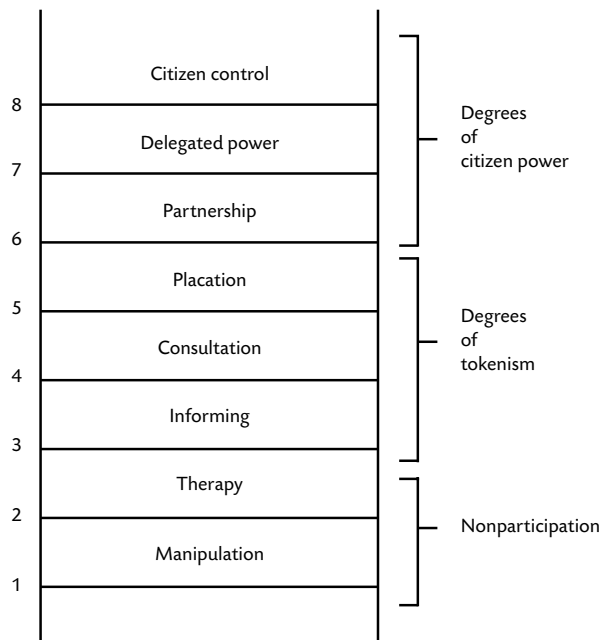 Citizen control
8
Delegated power
7
Partnership
6
Degrees
of
citizen power
Placation
5
Consultation
4
Informing
3
Degrees
of
tokenism
Therapy
2
Manipulation
1
Nonparticipation